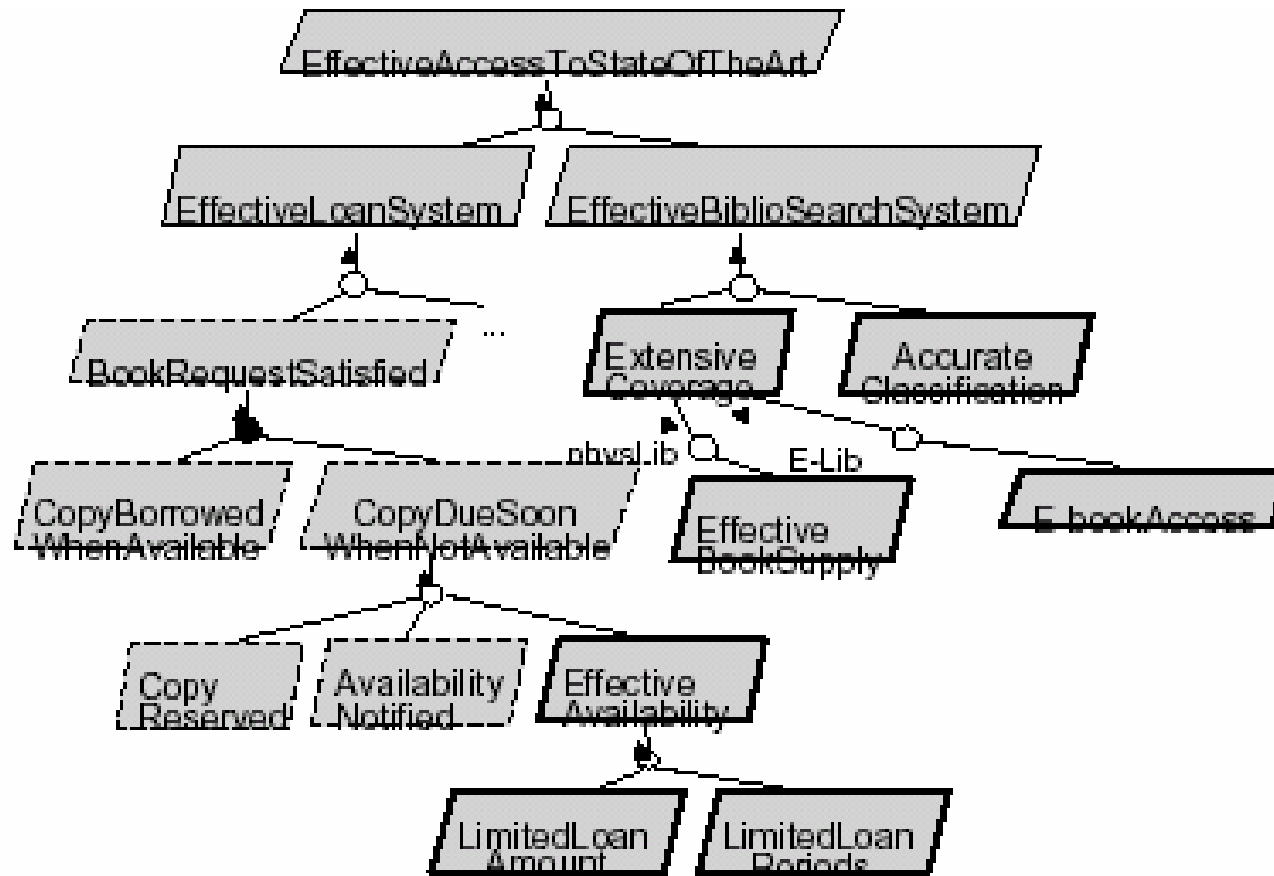 EffectiveAccessToStateOfTheArt
EffectiveLoanSystem
EffectiveBiblioSearchSystem
...
BookRequestSatisfied
Extensive
Coverage
Accurate
Classification
physLib
E-Lib
CopyBorrowed
WhenAvailable
CopyDueSoon
WhenNotAvailable
Effective
BookSupply
E-bookAccess
Copy
Reserved
Availability
Notified
Effective
Availability
LimitedLoan
Amount
LimitedLoan
Periods